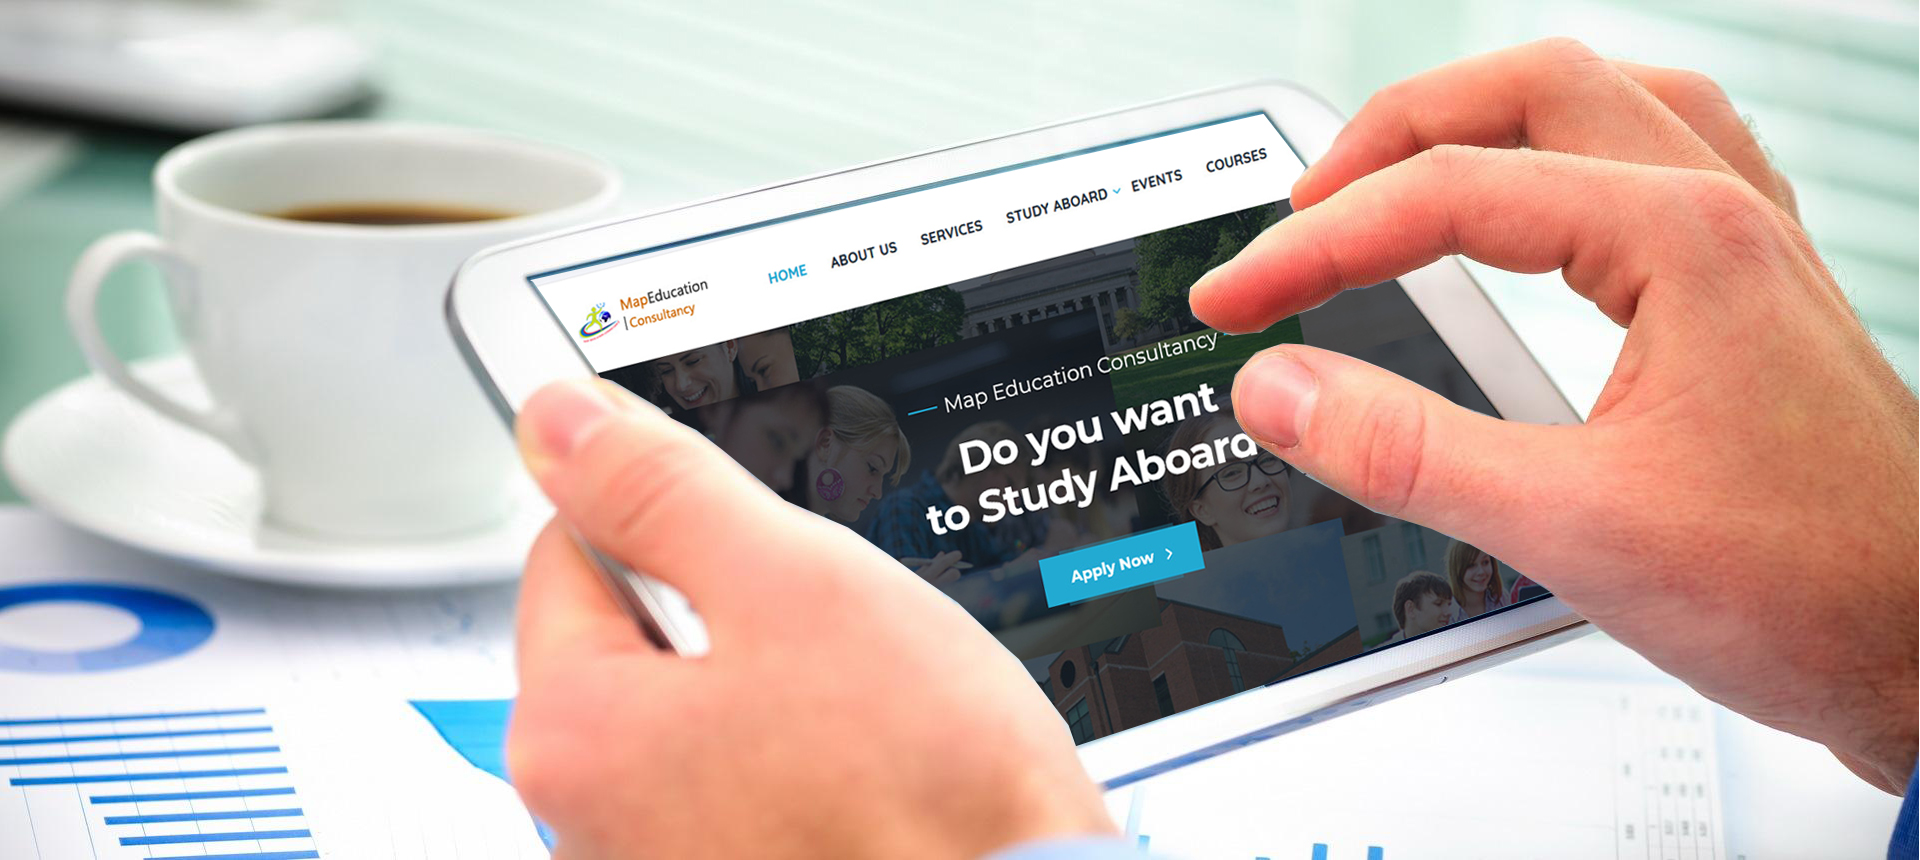 MapEducation
|Consultancy
HOME
ABOUT US
SERVICES
STUDY ABOARD
EVENTS
COURSES
Map Education Consultancy
Do you want
to Study Aboard
Apply Now